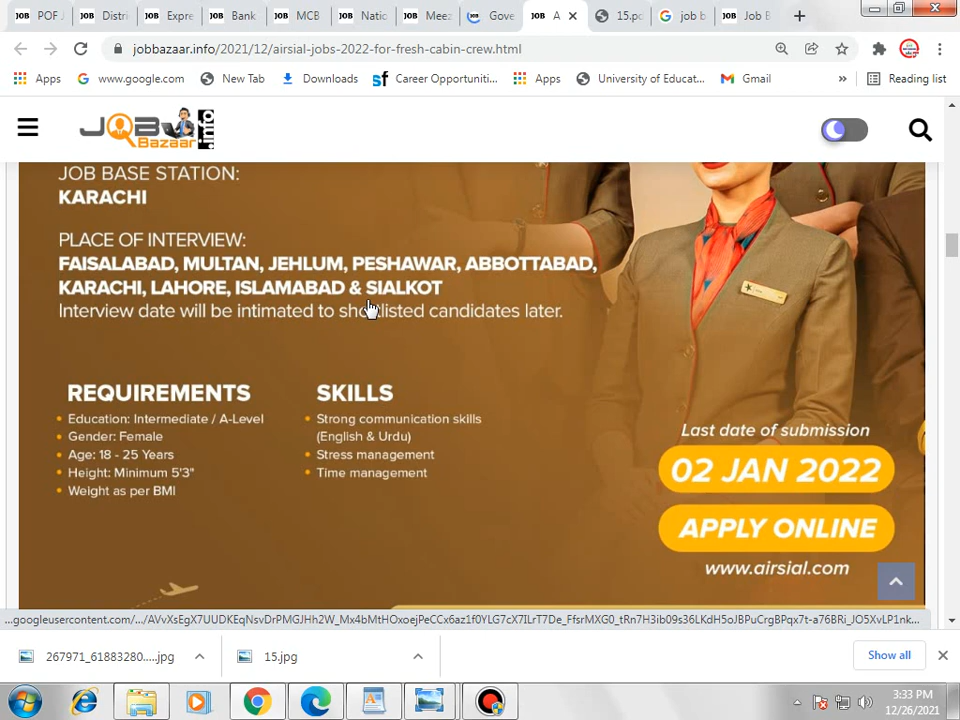 POF J
Distri
Expre
Bank
MCB
Natio
Meez
Gove
A
15.pc
job b
Job B
jobbazaar.info/2021/12/airsial-jobs-2022-for-fresh-cabin-crew.html
Apps
www.google.com
New Tab
Downloads
Career Opportuniti...
Apps
University of Educat...
Gmail
»
Reading list
JOB
Bazaar
info
JOB BASE STATION:
KARACHI
PLACE OF INTERVIEW:
FAISALABAD, MULTAN, JEHLUM, PESHAWAR, ABBOTTABAD,
KARACHI, LAHORE, ISLAMABAD & SIALKOT
Interview date will be intimated to shortlisted candidates later.
REQUIREMENTS
• Education: Intermediate / A-Level
• Gender: Female
• Age: 18 - 25 Years
• Height: Minimum 5'3"
• Weight as per BMI
SKILLS
• Strong communication skills
(English & Urdu)
• Stress management
• Time management
Last date of submission
02 JAN 2022
APPLY ONLINE
www.airsial.com
267971_61883280....jpg
15.jpg
Show all
3:33 PM
12/26/2021